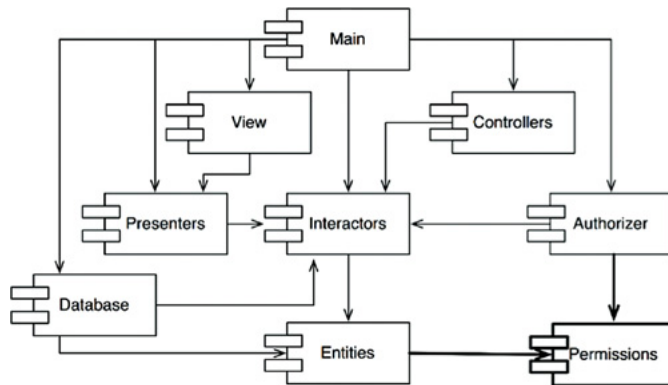 Main
View
Controllers
Presenters
Interactors
Authorizer
Database
Entities
Permissions